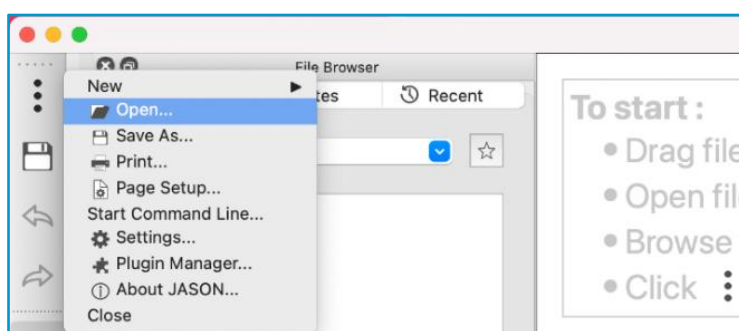 File Browser
New
tes
Recent
Open...
Save As...
Print...
Page Setup...
Start Command Line...
Settings...
Plugin Manager...
About JASON...
Close
To start :
• Drag file
• Open fil
• Browse
• Click